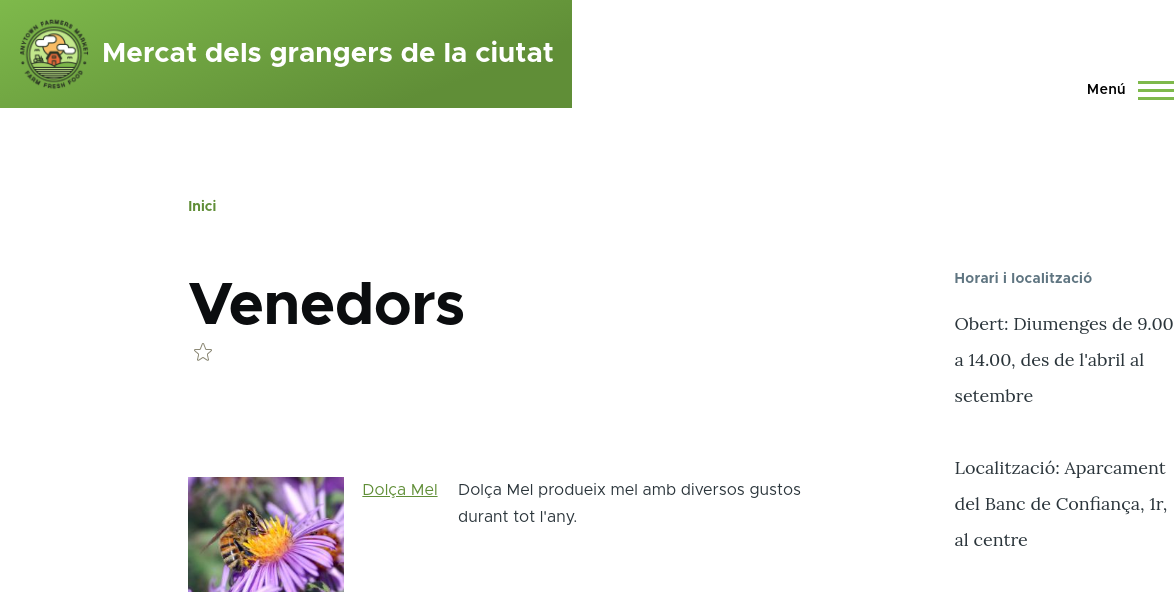 ANYTOWN FARMERS MARKET
FARM FRESH FOOD
Mercat dels grangers de la ciutat
Menú
Inici
Venedors
Dolça Mel
Dolça Mel produeix mel amb diversos gustos
durant tot l'any.
Horari i localització
Obert: Diumenges de 9.00
a 14.00, des de l'abril al
setembre
Localització: Aparcament
del Banc de Confiança, 1r,
al centre